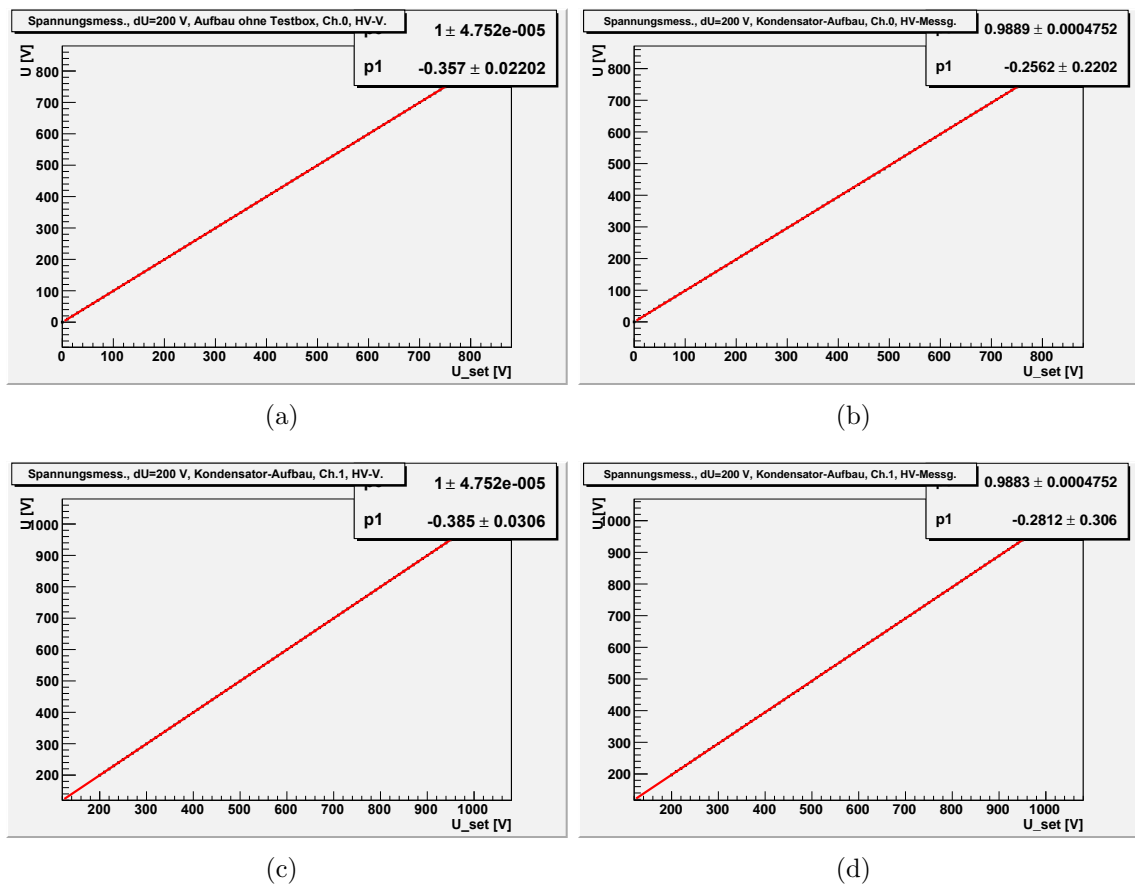 Spannungsmess., dU=200 V, Aufbau ohne Testbox, Ch.0, HV-V.
1 ± 4.752e-005
p1 -0.357 ± 0.02202
U [V]
800
700
600
500
400
300
200
100
0
0 100 200 300 400 500 600 700 800
U_set [V]
(a)
Spannungsmess., dU=200 V, Kondensator-Aufbau, Ch.0, HV-Messg.
0.9889 ± 0.0004752
p1 -0.2562 ± 0.2202
U [V]
800
700
600
500
400
300
200
100
0
0 100 200 300 400 500 600 700 800
U_set [V]
(b)
Spannungsmess., dU=200 V, Kondensator-Aufbau, Ch.1, HV-V.
1 ± 4.752e-005
p1 -0.385 ± 0.0306
U [V]
1000
900
800
700
600
500
400
300
200
200 300 400 500 600 700 800 900 1000
U_set [V]
(c)
Spannungsmess., dU=200 V, Kondensator-Aufbau, Ch.1, HV-Messg.
0.9883 ± 0.0004752
p1 -0.2812 ± 0.306
U [V]
1000
900
800
700
600
500
400
300
200
200 300 400 500 600 700 800 900 1000
U_set [V]
(d)